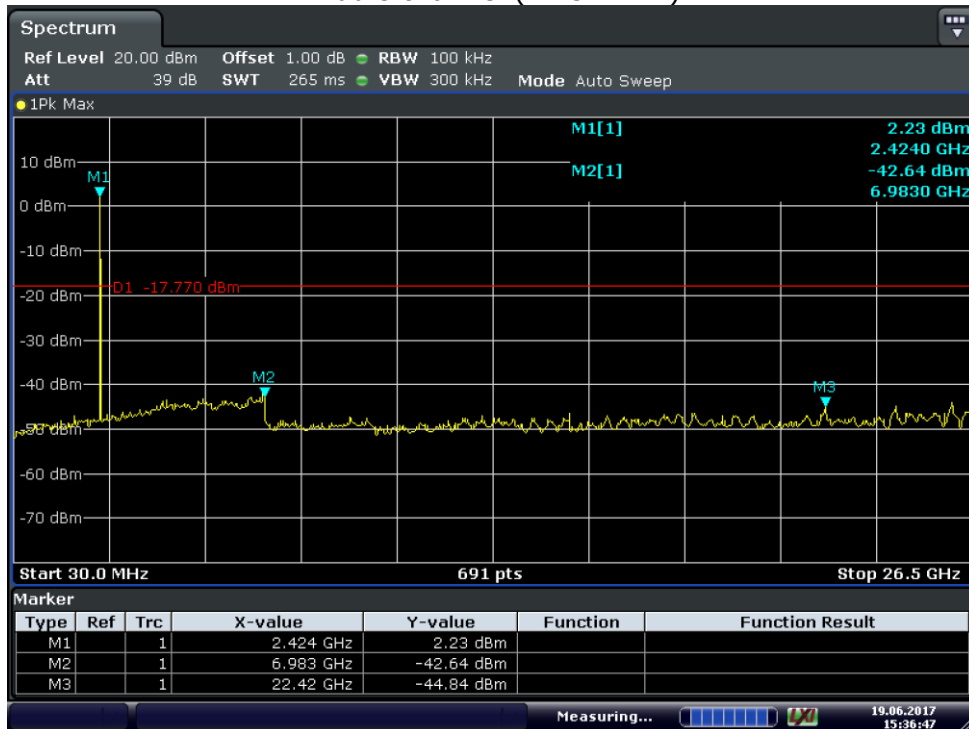 Spectrum
Ref Level 20.00 dBm Offset 1.00 dB RBW 100 kHz
Att 39 dB SWT 265 ms VBW 300 kHz Mode Auto Sweep
1Pk Max
M1[1] 2.23 dBm
2.4240 GHz
10 dBm
M2[1] -42.64 dBm
M1
6.9830 GHz
0 dBm
-10 dBm
D1 -17.770 dBm
-20 dBm
-30 dBm
M2
-40 dBm
M3
-60 dBm
-70 dBm
Start 30.0 MHz 691 pts Stop 26.5 GHz
Marker
Type Ref Trc X-value Y-value Function Function Result
M1 1 2.424 GHz 2.23 dBm
M2 1 6.983 GHz -42.64 dBm
M3 1 22.42 GHz -44.84 dBm
Measuring... LXI 19.06.2017
15:36:47